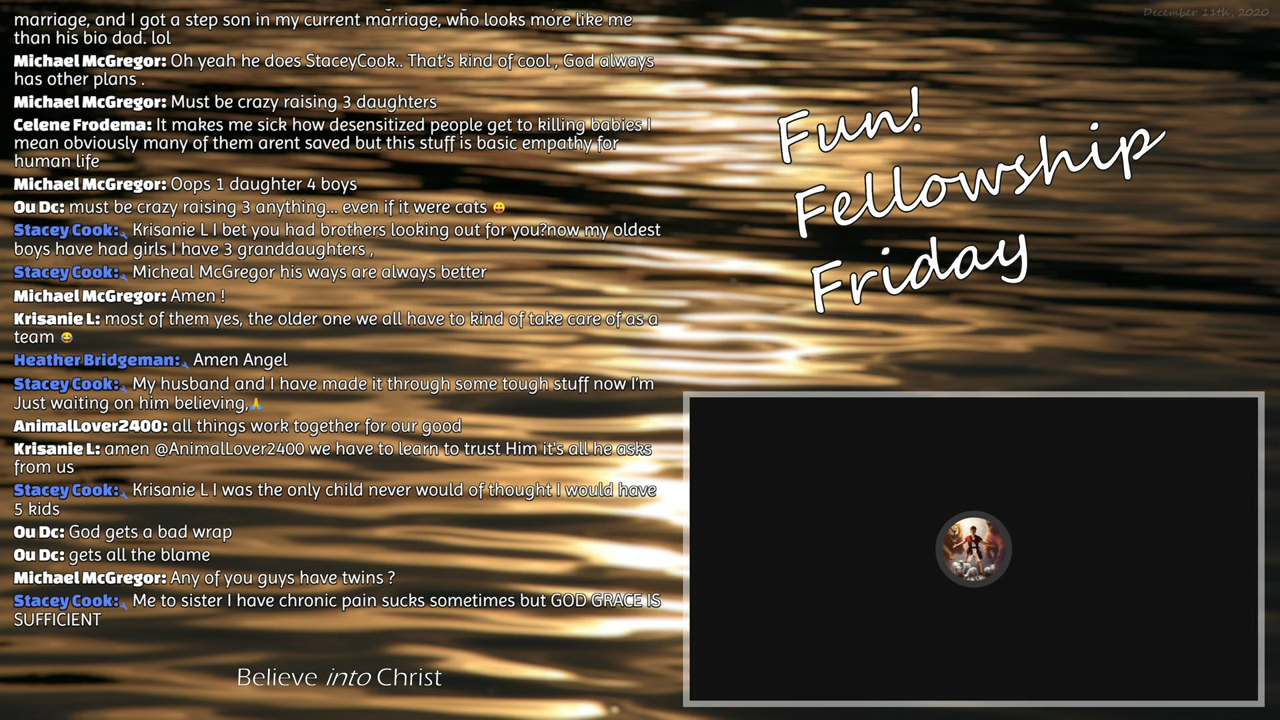 marriage, and I got a step son in my current marriage, who looks more like me
than his bio dad. lol
Michael McGregor: Oh yeah he does StaceyCook.. That's kind of cool , God always
has other plans .
Michael McGregor: Must be crazy raising 3 daughters
Celene Frodema: It makes me sick how desensitized people get to killing babies I
mean obviously many of them arent saved but this stuff is basic empathy for
human life
Michael McGregor: Oops 1 daughter 4 boys
Ou Dc: must be crazy raising 3 anything... even if it were cats 😛
Stacey Cook: Krisanie L I bet you had brothers looking out for you?now my oldest
boys have had girls I have 3 granddaughters ,
Stacey Cook: Micheal McGregor his ways are always better
Michael McGregor: Amen !
Krisanie L: most of them yes, the older one we all have to kind of take care of as a
team 😂
Heather Bridgeman: Amen Angel
Stacey Cook: My husband and I have made it through some tough stuff now I'm
Just waiting on him believing,🙏
AnimalLover2400: all things work together for our good
Krisanie L: amen @AnimalLover2400 we have to learn to trust Him it's all he asks
from us
Stacey Cook: Krisanie L I was the only child never would of thought I would have
5 kids
Ou Dc: God gets a bad wrap
Ou Dc: gets all the blame
Michael McGregor: Any of you guys have twins ?
Stacey Cook: Me to sister I have chronic pain sucks sometimes but GOD GRACE IS
SUFFICIENT
Believe into Christ
December 11th, 2020
Fun!
Fellowship
Friday